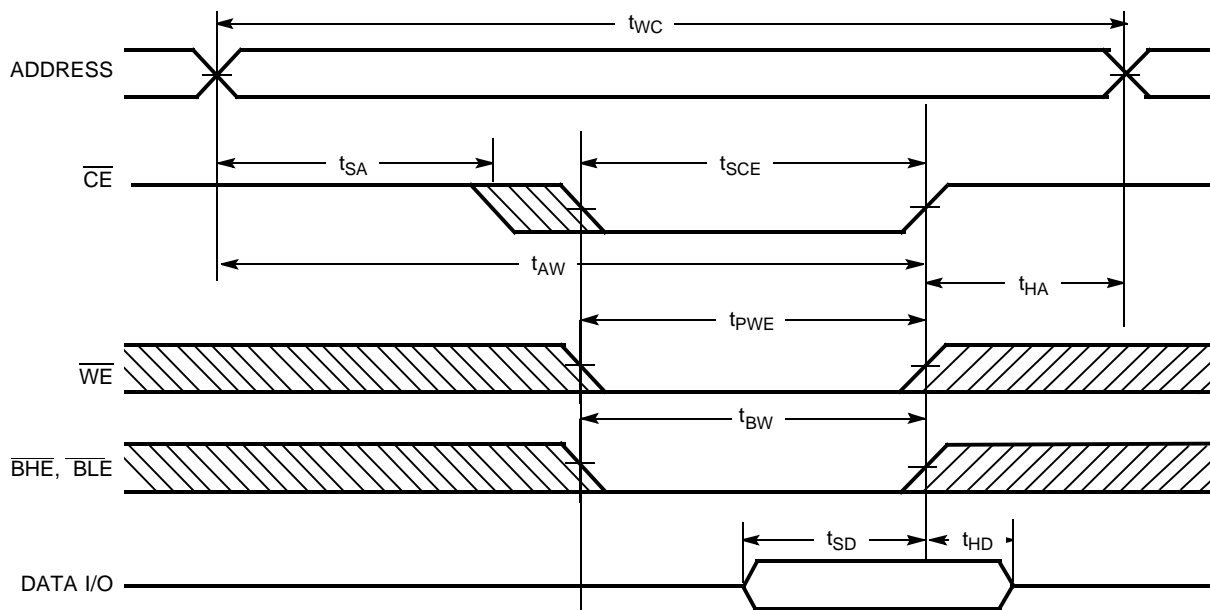 tWC
ADDRESS
tSA
tSCE
CE
tAW
tHA
tPWE
WE
tBW
BHE, BLE
tSD
tHD
DATA I/O